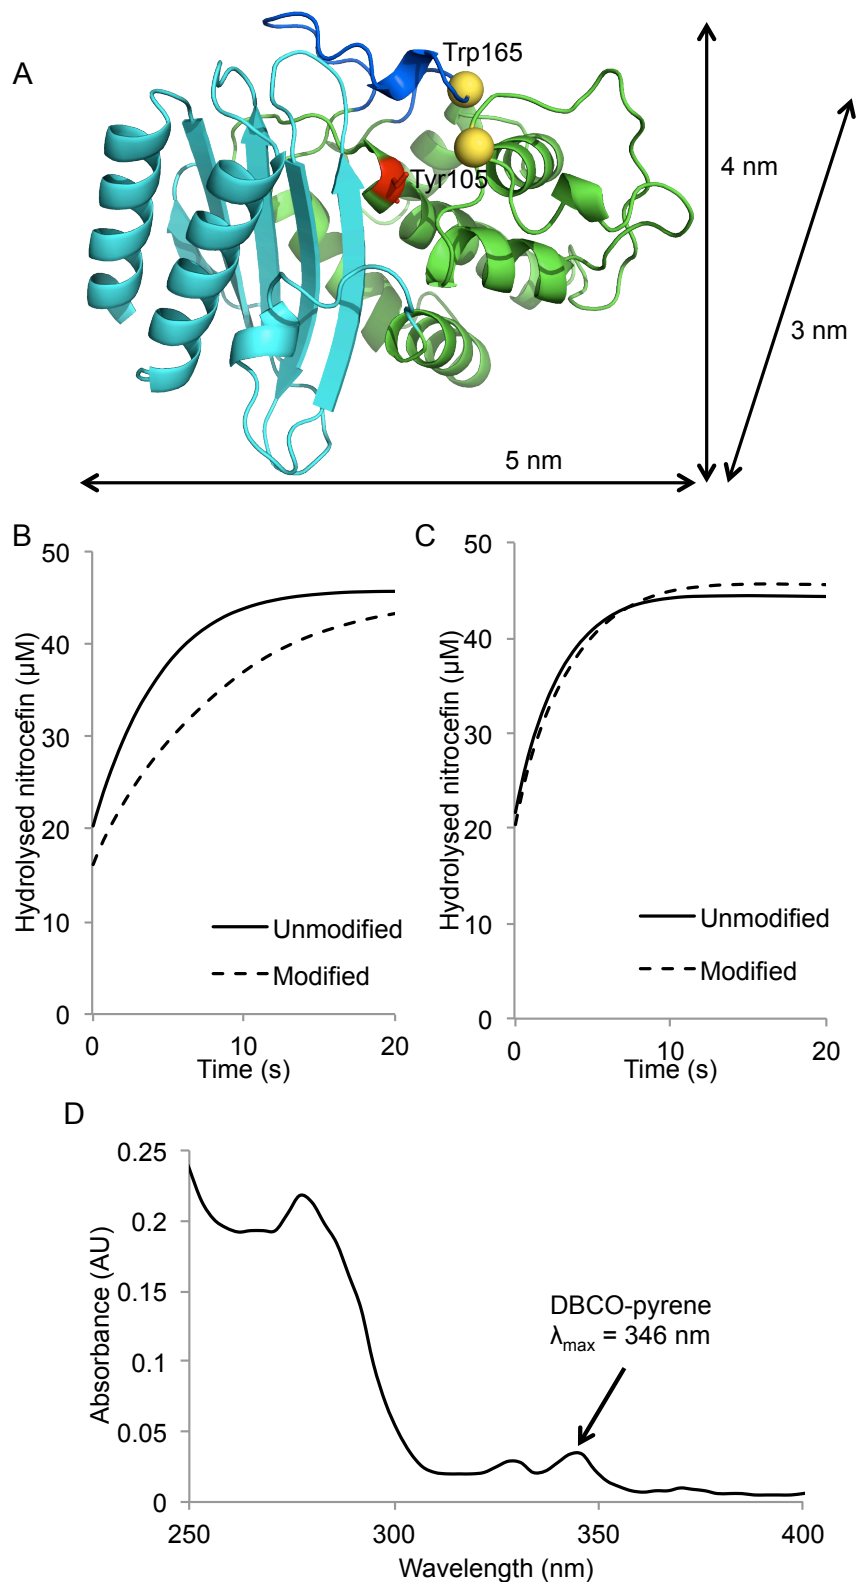 A
Trp165
Tyr105
4 nm
3 nm
5 nm
B
50
40
30
20
10
0
Hydrolysed nitrocefin (µM)
Unmodified
Modified
0
10
20
Time (s)
C
50
40
30
20
10
0
Hydrolysed nitrocefin (µM)
Unmodified
Modified
0
10
20
Time (s)
D
0.25
0.2
0.15
0.1
0.05
0
Absorbance (AU)
DBCO-pyrene
λmax = 346 nm
250
300
350
400
Wavelength (nm)